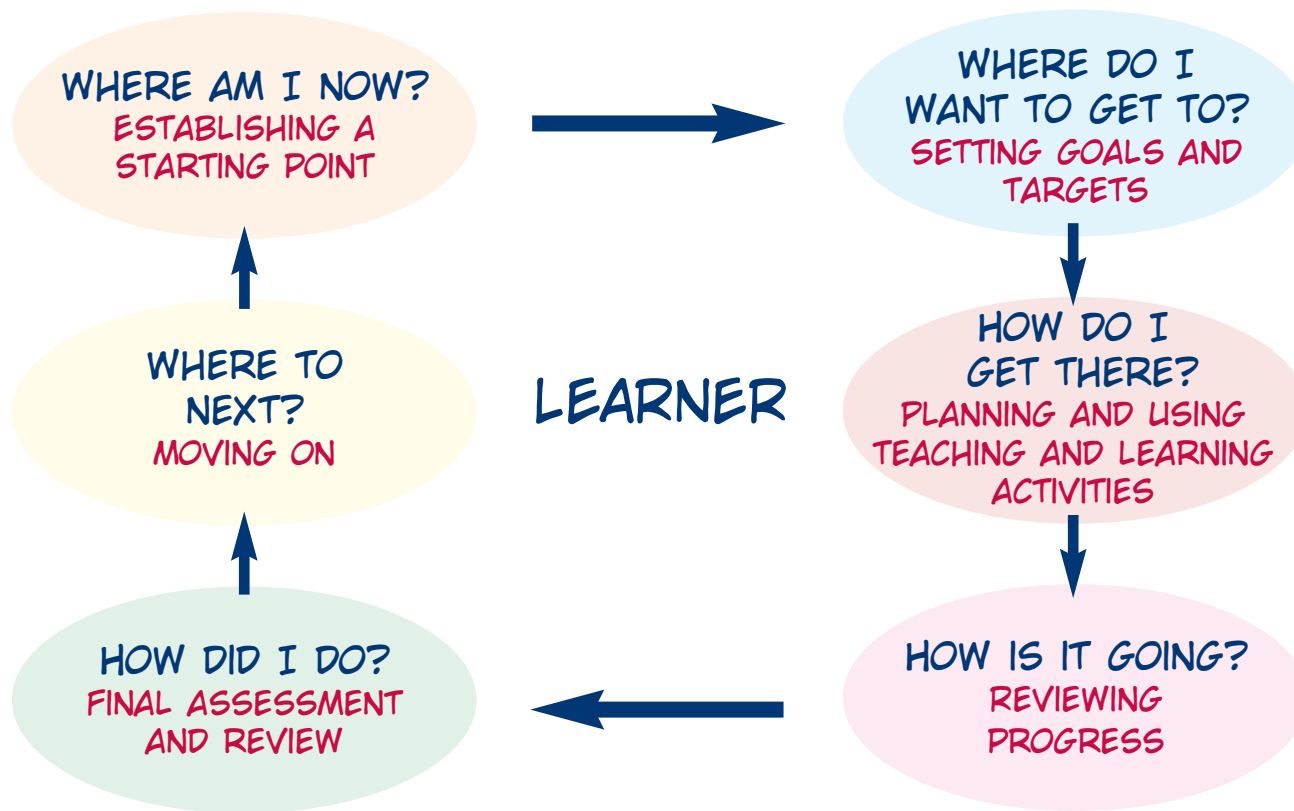 WHERE AM I NOW?
ESTABLISHING A
STARTING POINT
WHERE DO I
WANT TO GET TO?
SETTING GOALS AND
TARGETS
HOW DO I
GET THERE?
PLANNING AND USING
TEACHING AND LEARNING
ACTIVITIES
HOW IS IT GOING?
REVIEWING
PROGRESS
HOW DID I DO?
FINAL ASSESSMENT
AND REVIEW
WHERE TO
NEXT?
MOVING ON
LEARNER